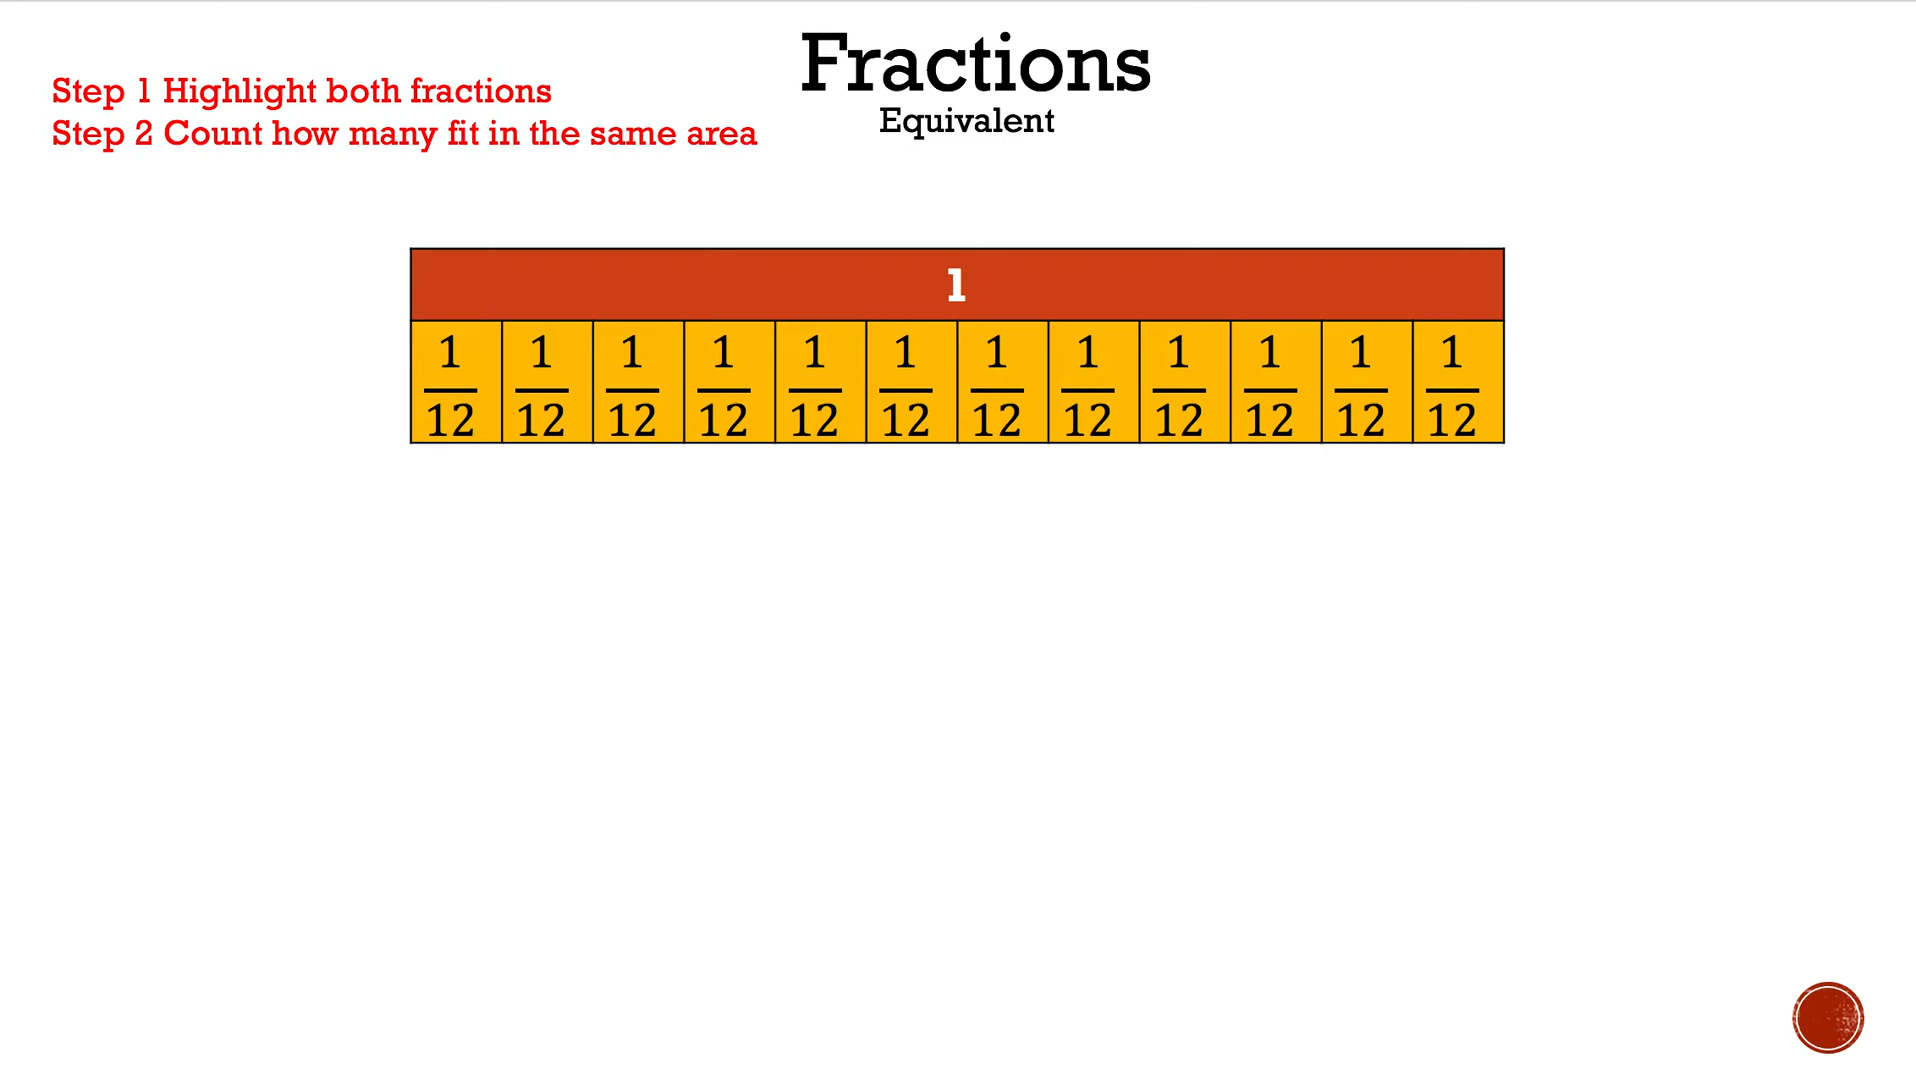 Fractions
Equivalent
Step 1 Highlight both fractions
Step 2 Count how many fit in the same area
1
1 1 1 1 1 1 1 1 1 1 1 1
12 12 12 12 12 12 12 12 12 12 12 12